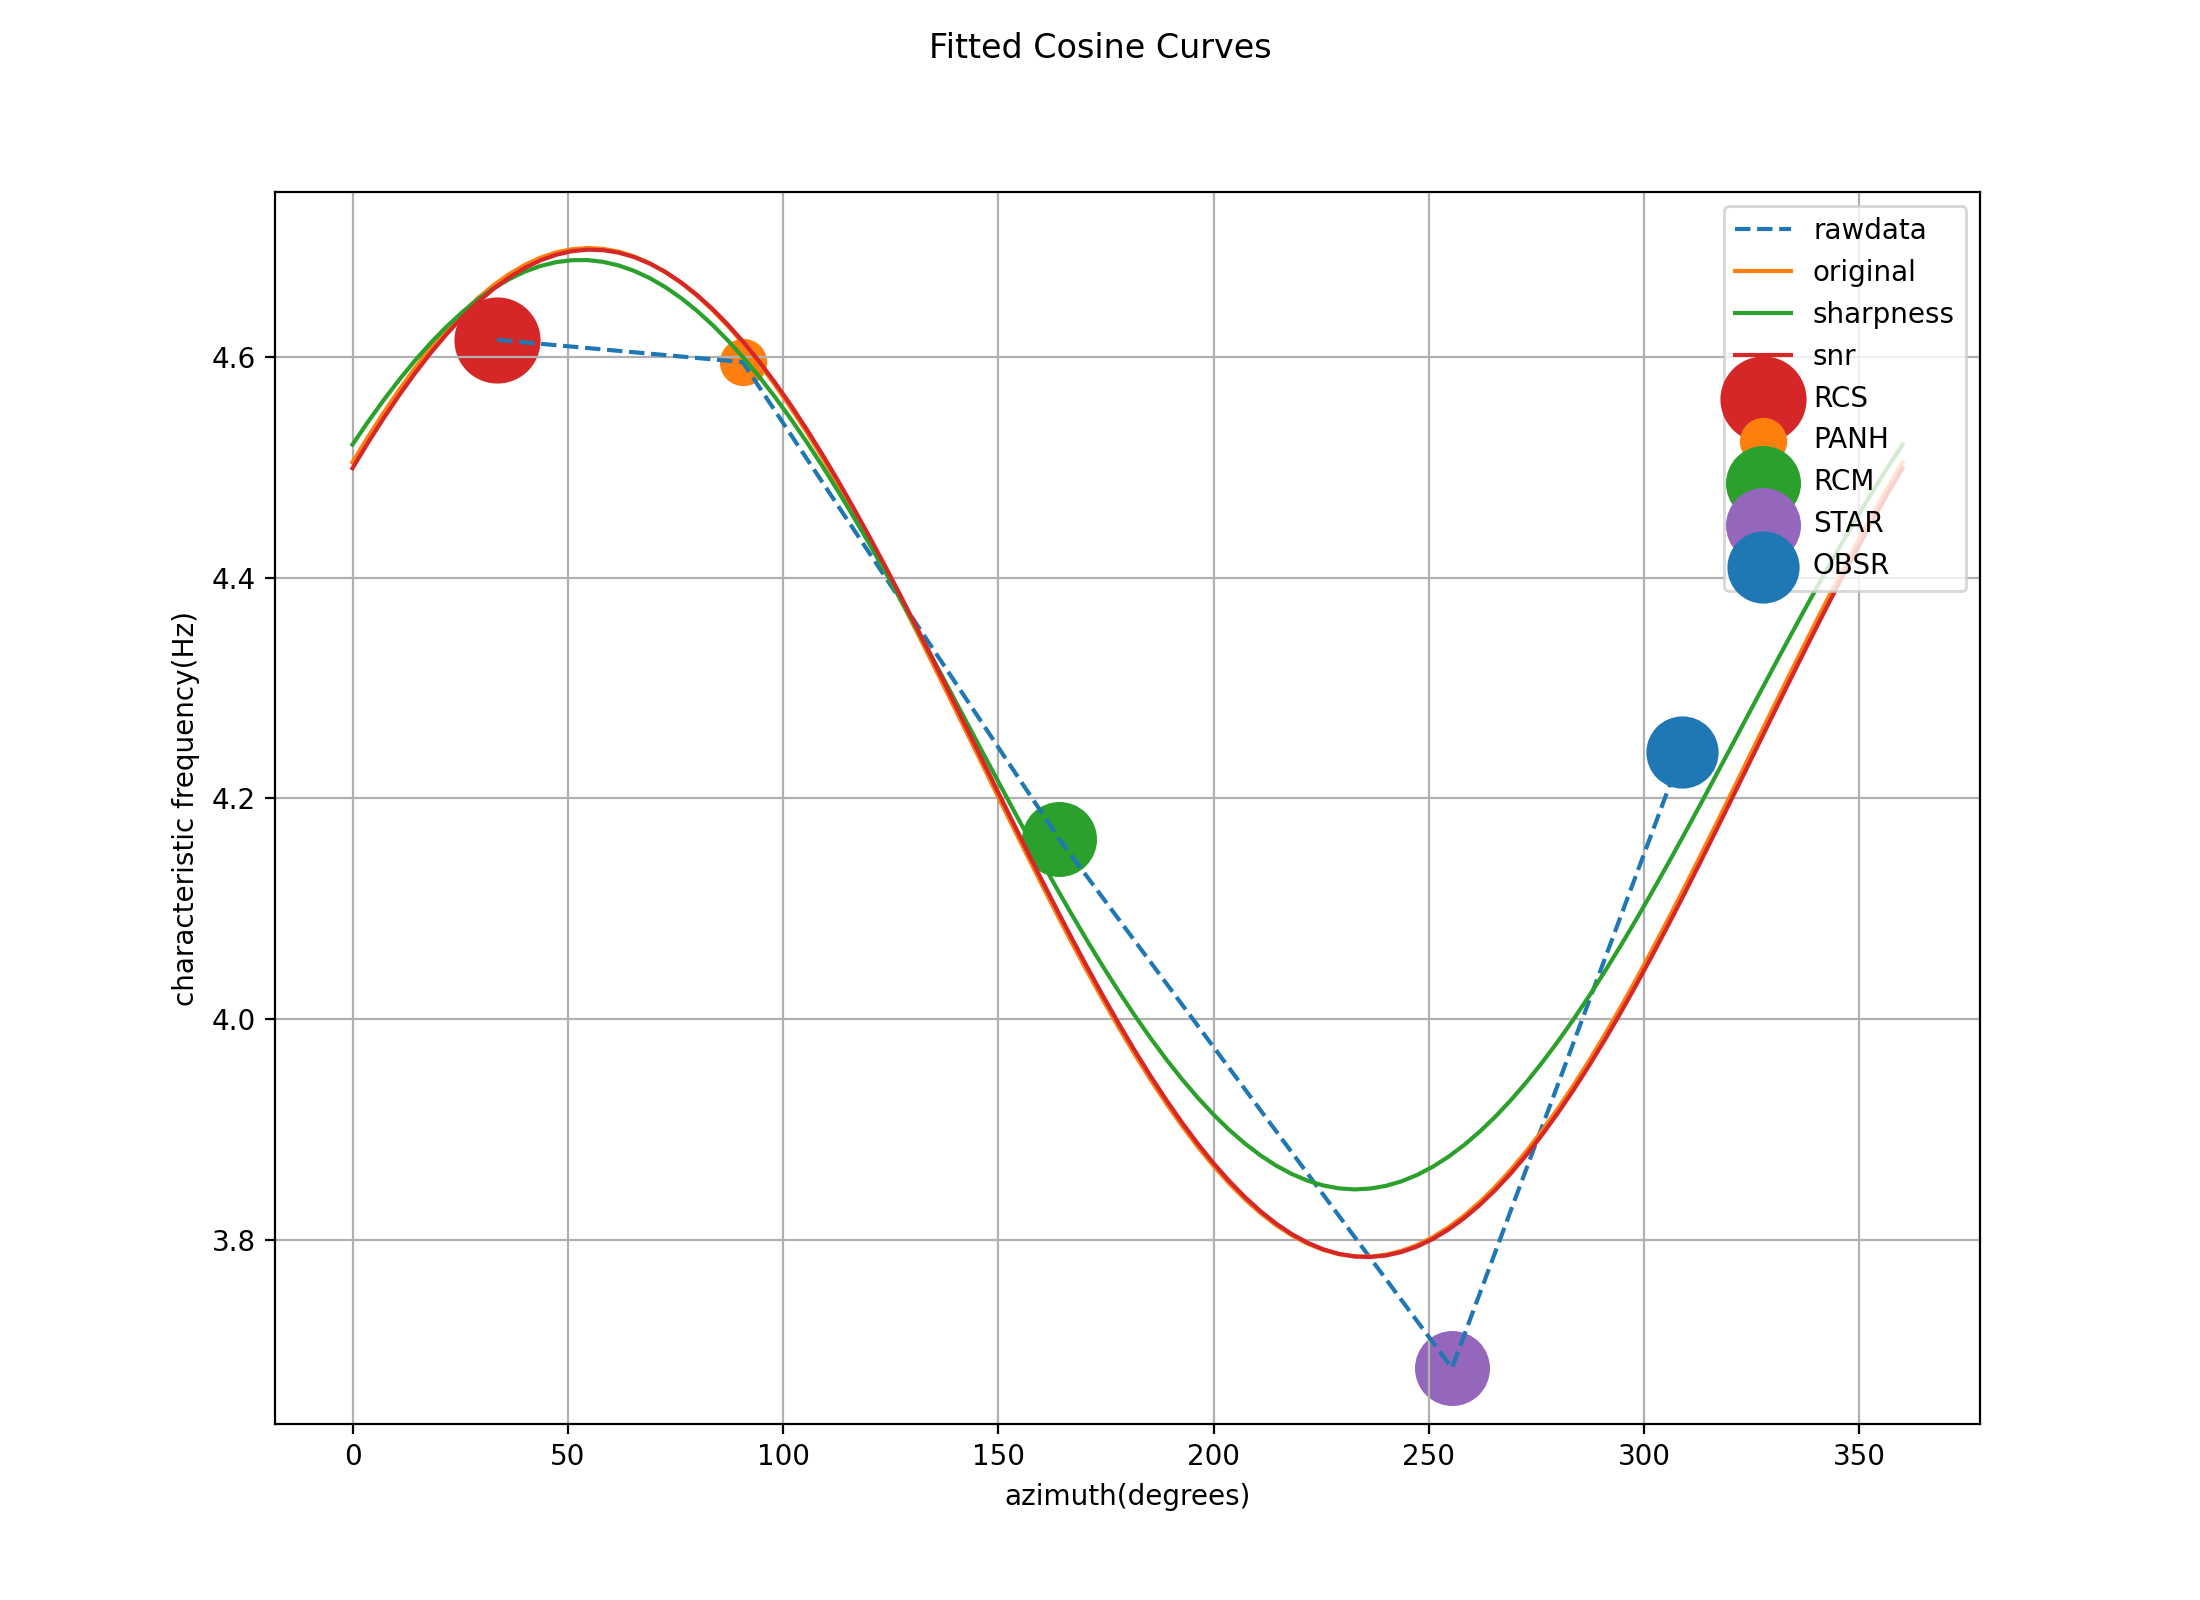 Fitted Cosine Curves
rawdata
original
sharpness
snr
RCS
PANH
RCM
STAR
OBSR
4.6
4.4
4.2
4.0
3.8
characteristic frequency(Hz)
0 50 100 150 200 250 300 350
azimuth(degrees)